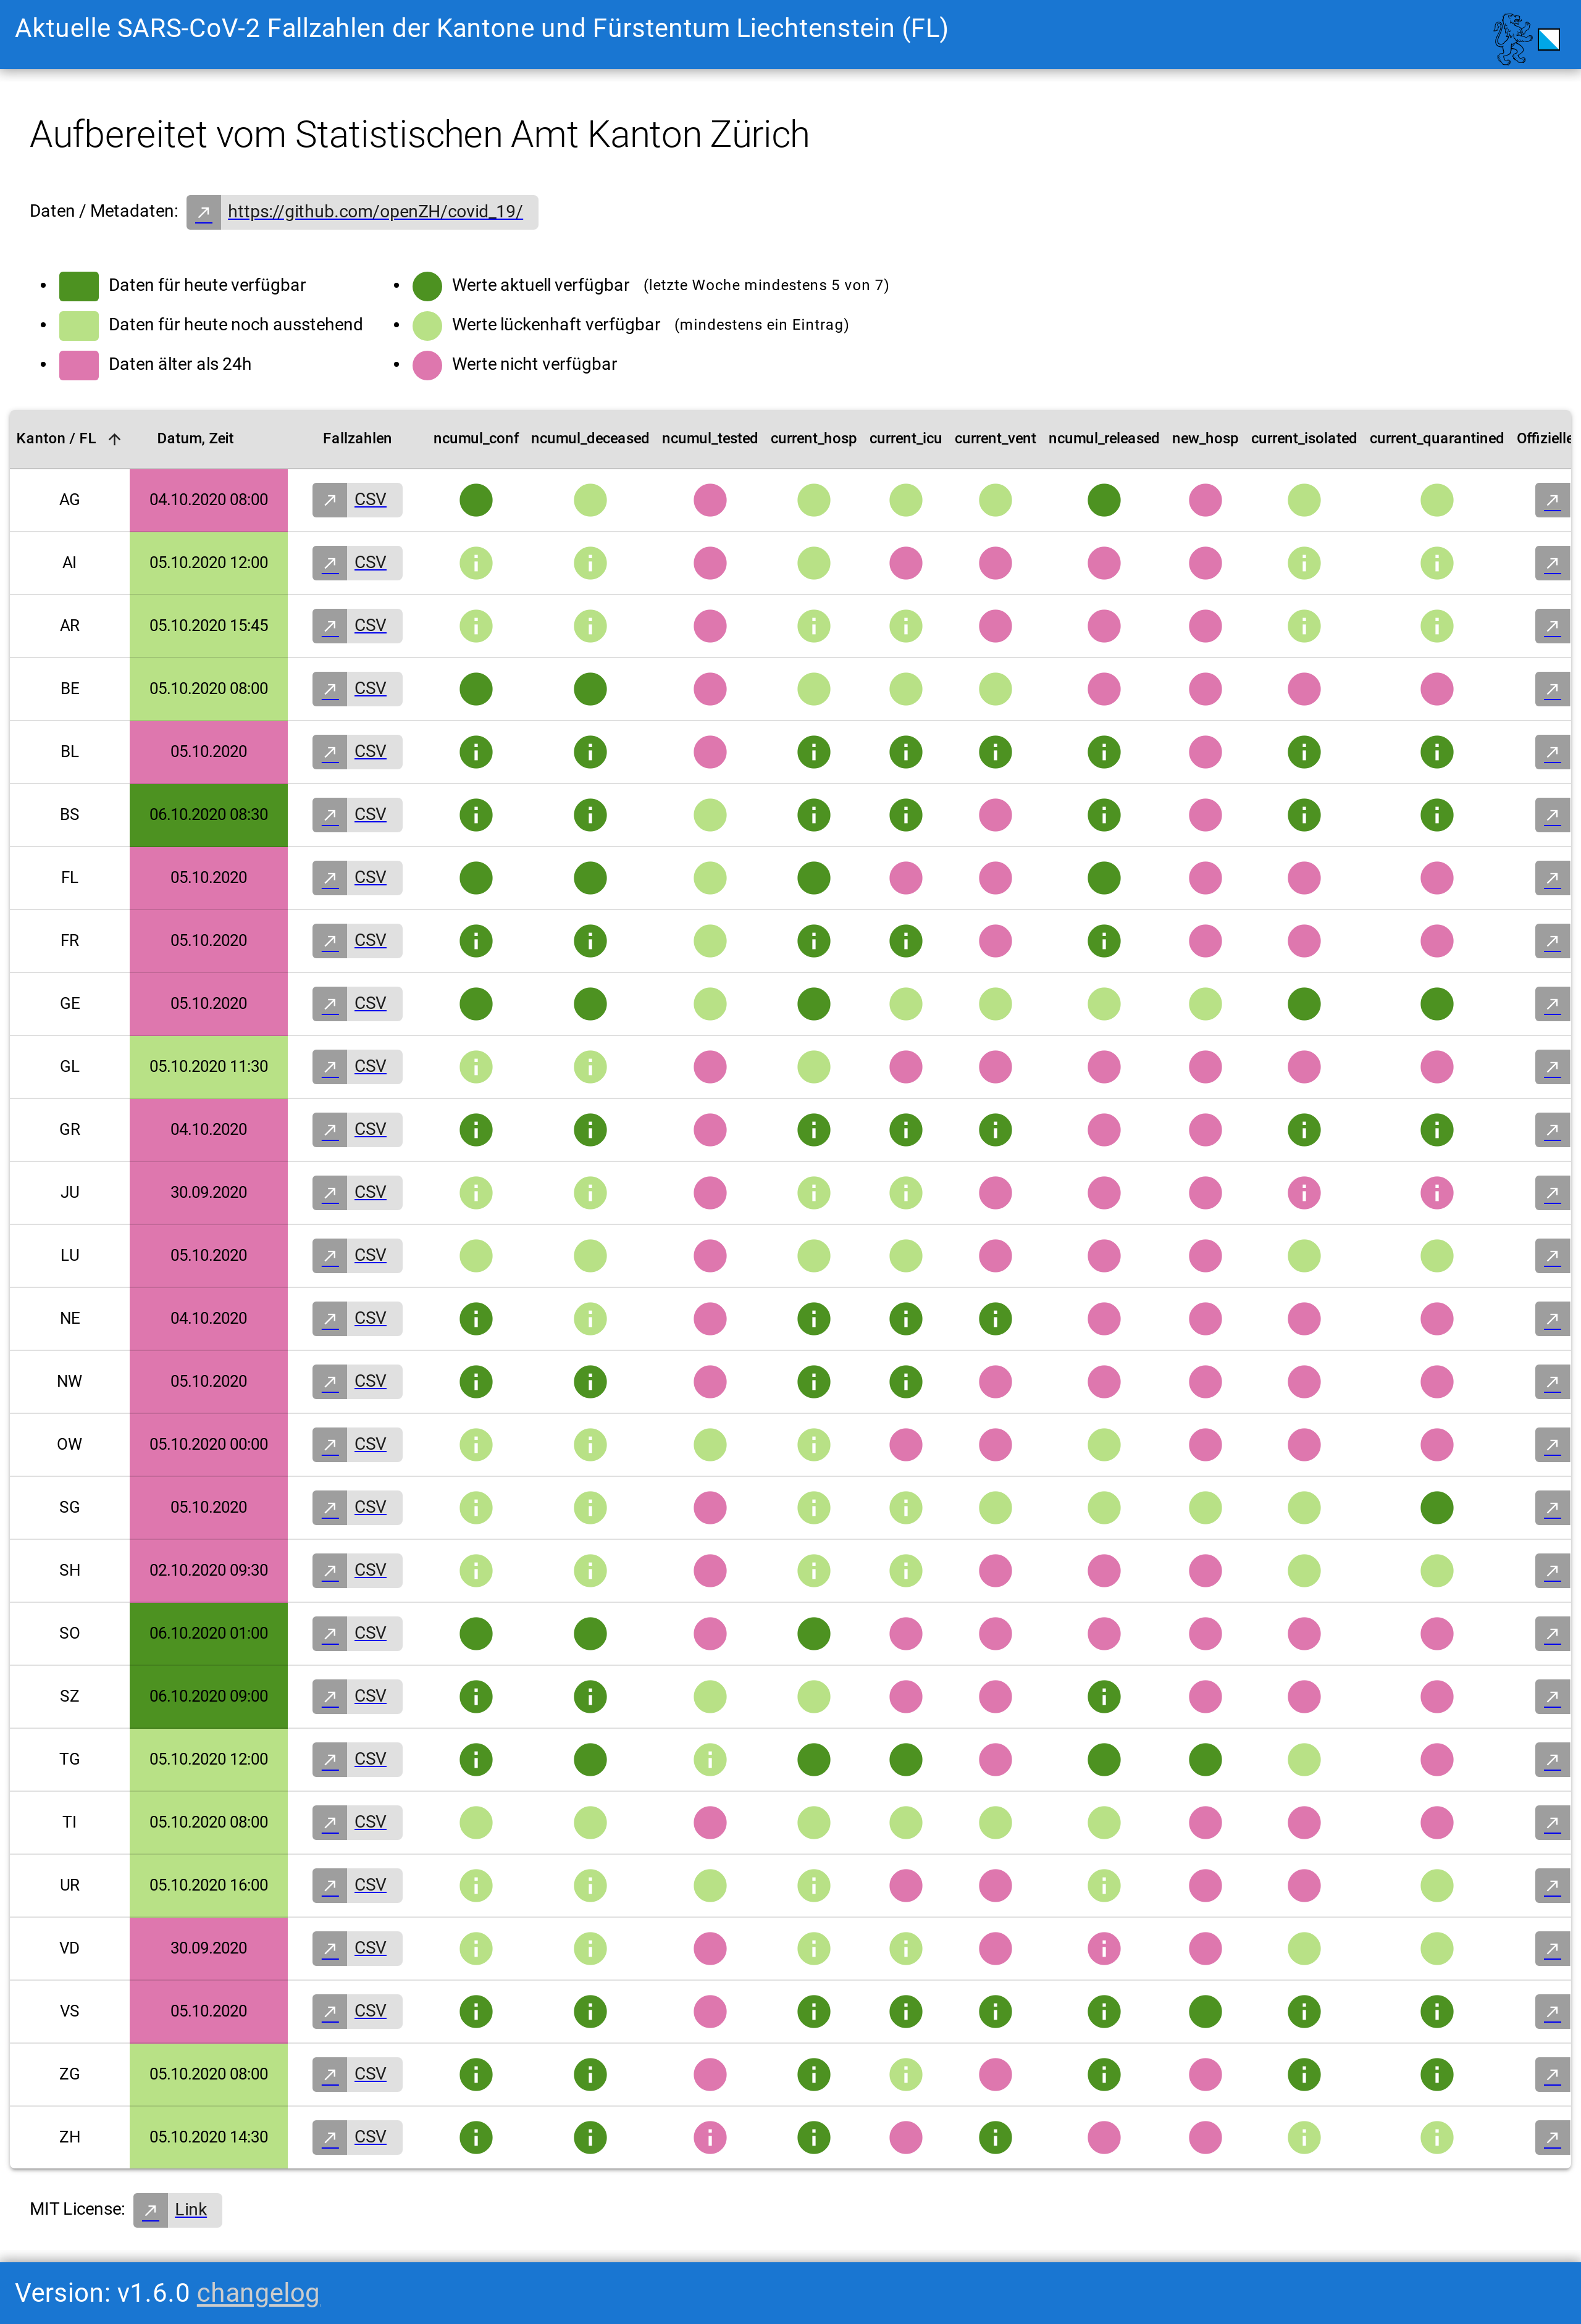 Aktuelle SARS-CoV-2 Fallzahlen der Kantone und Fürstentum Liechtenstein (FL)
Aufbereitet vom Statistischen Amt Kanton Zürich
Daten / Metadaten: https://github.com/openZH/covid_19/
Daten für heute verfügbar
Daten für heute noch ausstehend
Daten älter als 24h
Werte aktuell verfügbar (letzte Woche mindestens 5 von 7)
Werte lückenhaft verfügbar (mindestens ein Eintrag)
Werte nicht verfügbar
Kanton / FL Datum, Zeit Fallzahlen ncumul_conf ncumul_deceased ncumul_tested current_hosp current_icu current_vent ncumul_released new_hosp current_isolated current_quarantined Offizielle
AG 04.10.2020 08:00 CSV
AI 05.10.2020 12:00 CSV
AR 05.10.2020 15:45 CSV
BE 05.10.2020 08:00 CSV
BL 05.10.2020 CSV
BS 06.10.2020 08:30 CSV
FL 05.10.2020 CSV
FR 05.10.2020 CSV
GE 05.10.2020 CSV
GL 05.10.2020 11:30 CSV
GR 04.10.2020 CSV
JU 30.09.2020 CSV
LU 05.10.2020 CSV
NE 04.10.2020 CSV
NW 05.10.2020 CSV
OW 05.10.2020 00:00 CSV
SG 05.10.2020 CSV
SH 02.10.2020 09:30 CSV
SO 06.10.2020 01:00 CSV
SZ 06.10.2020 09:00 CSV
TG 05.10.2020 12:00 CSV
TI 05.10.2020 08:00 CSV
UR 05.10.2020 16:00 CSV
VD 30.09.2020 CSV
VS 05.10.2020 CSV
ZG 05.10.2020 08:00 CSV
ZH 05.10.2020 14:30 CSV
MIT License: Link
Version: v1.6.0 changelog